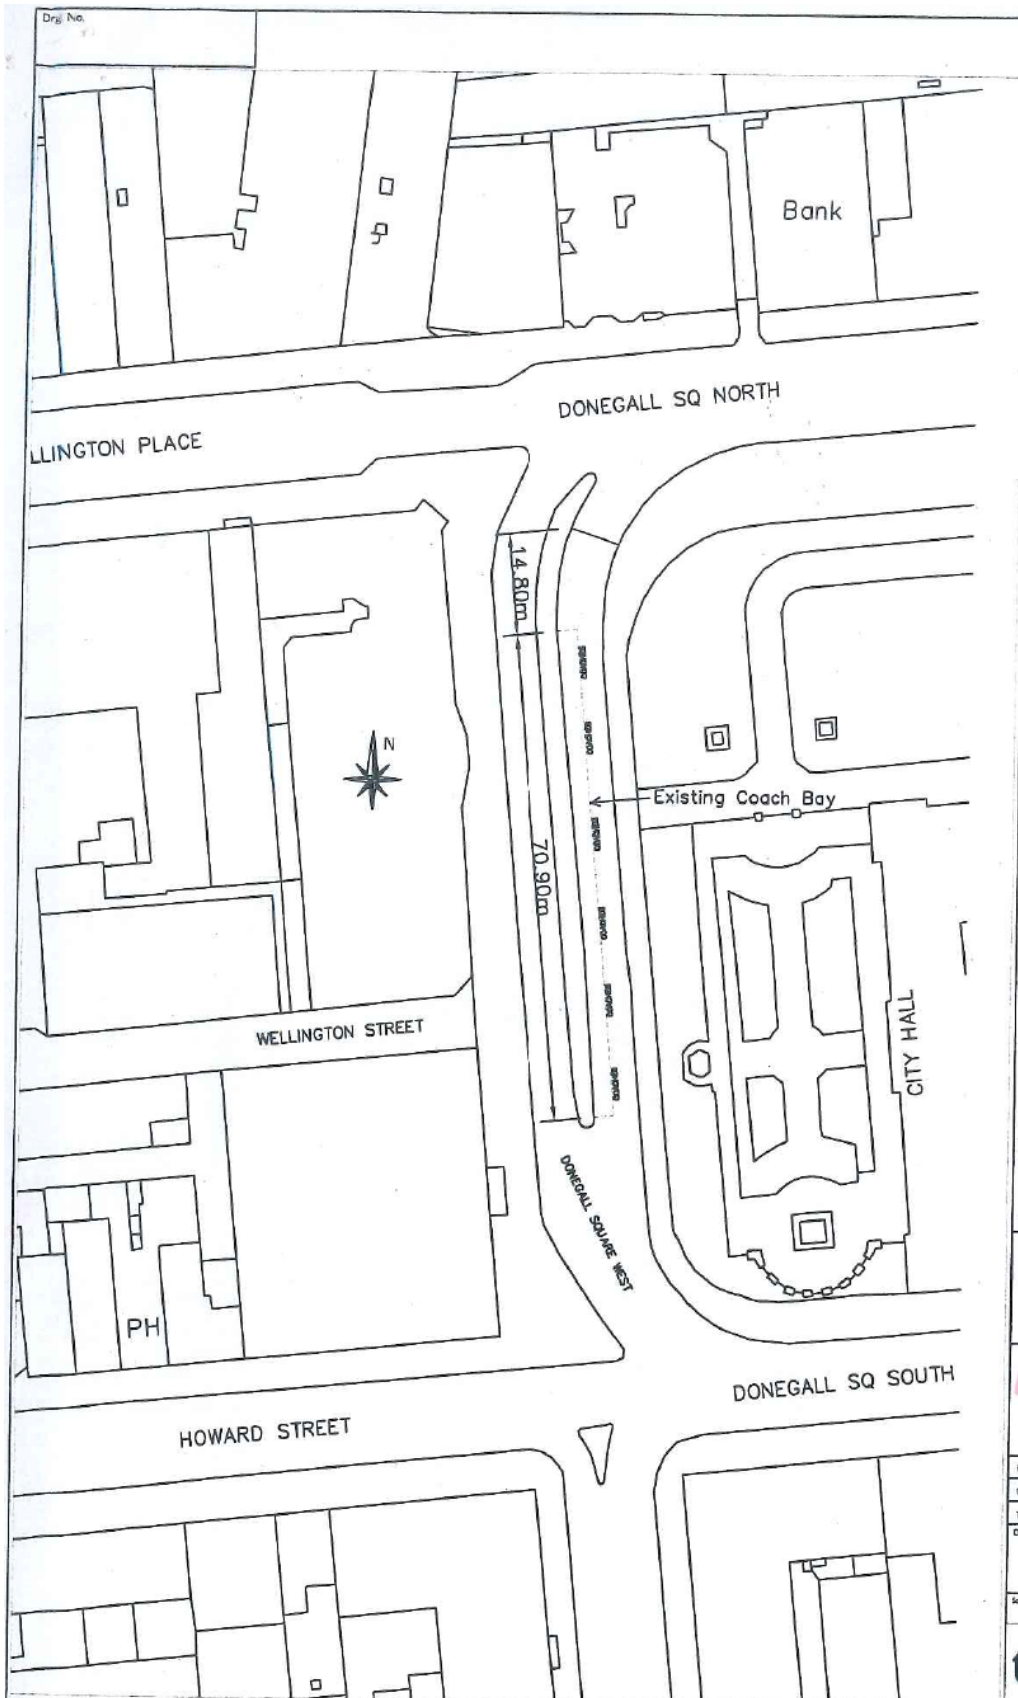 Drg No.
Bank
DONEGALL SQ NORTH
LLINGTON PLACE
14.80m
N
Existing Coach Bay
70.90m
WELLINGTON STREET
CITY HALL
DONEGALL SQUARE WEST
PH
DONEGALL SQ SOUTH
HOWARD STREET